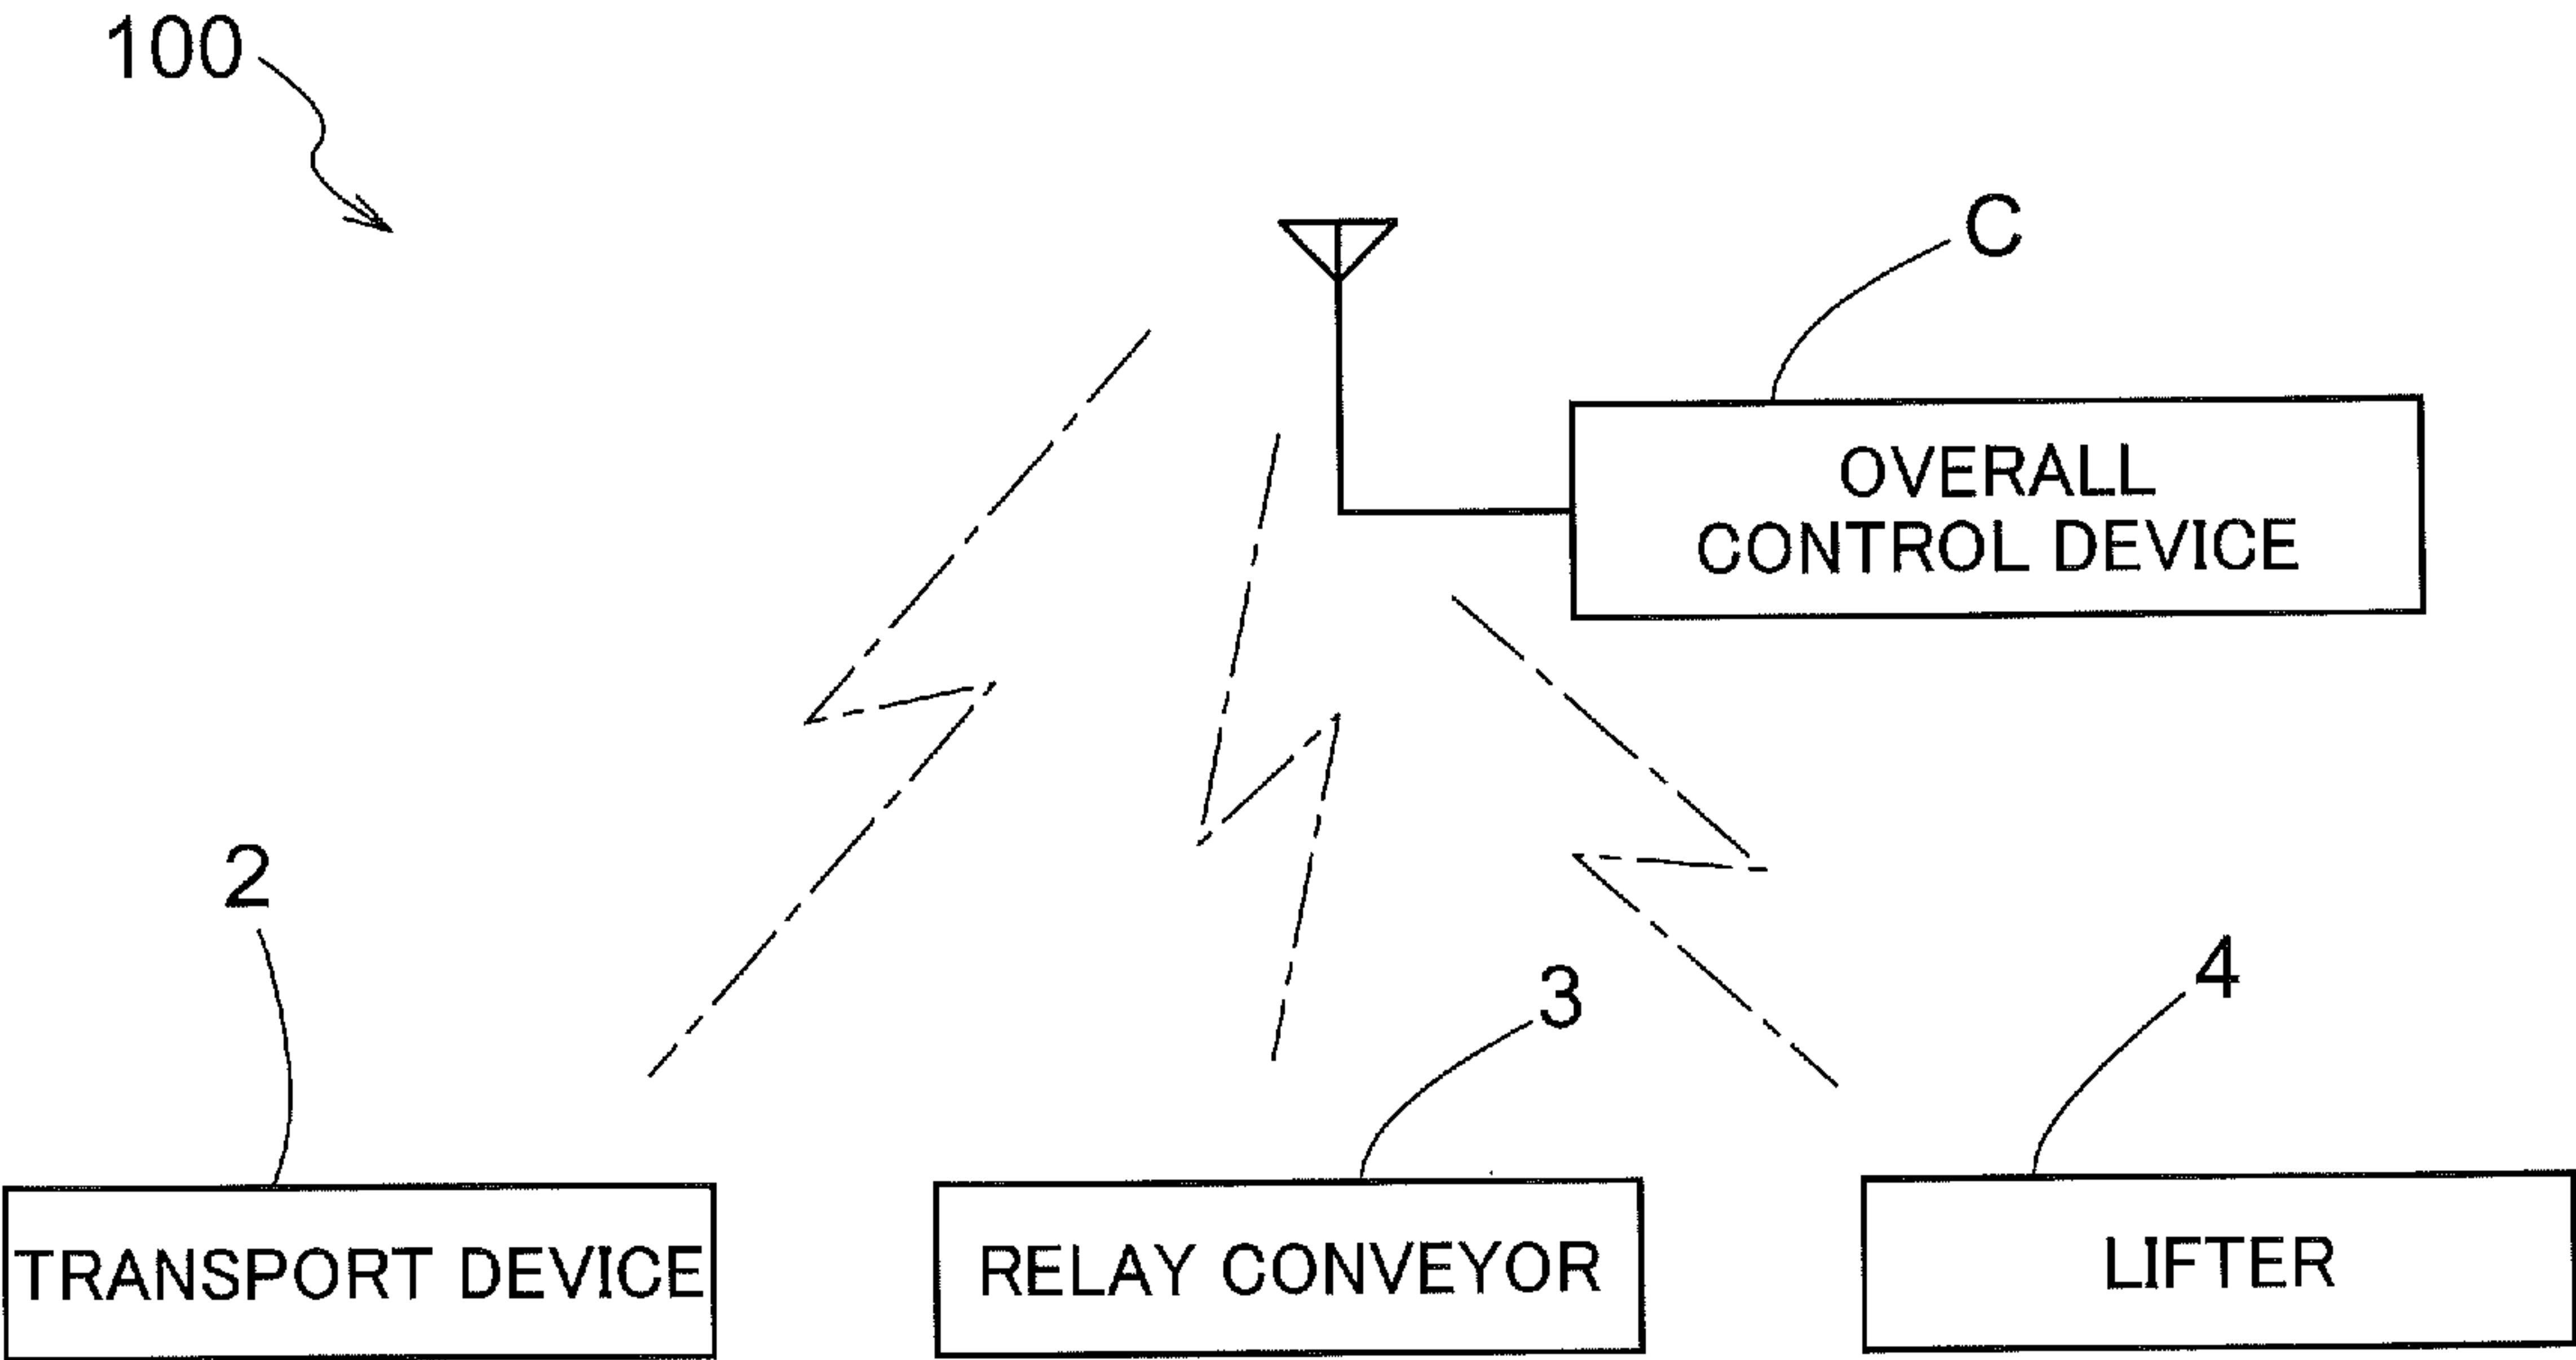 100
C
OVERALL
CONTROL DEVICE
2
3
4
TRANSPORT DEVICE
RELAY CONVEYOR
LIFTER